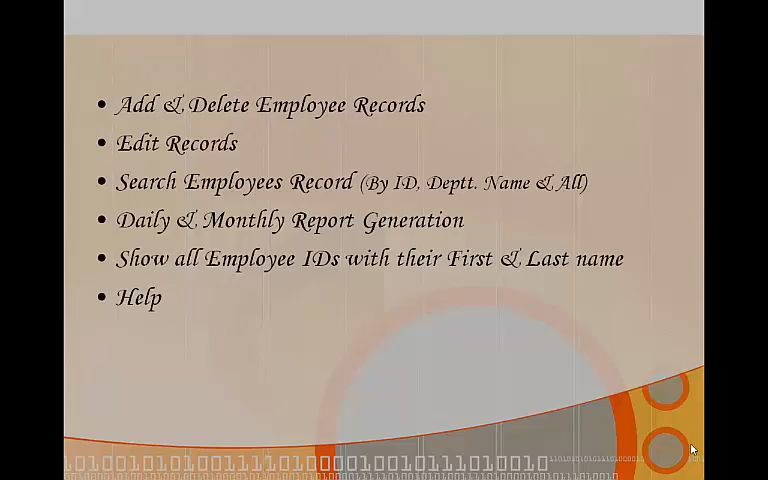 • Add & Delete Employee Records
• Edit Records
• Search Employees Record (By ID, Deptt. Name & All)
• Daily & Monthly Report Generation
• Show all Employee IDs with their First & Last name
• Help